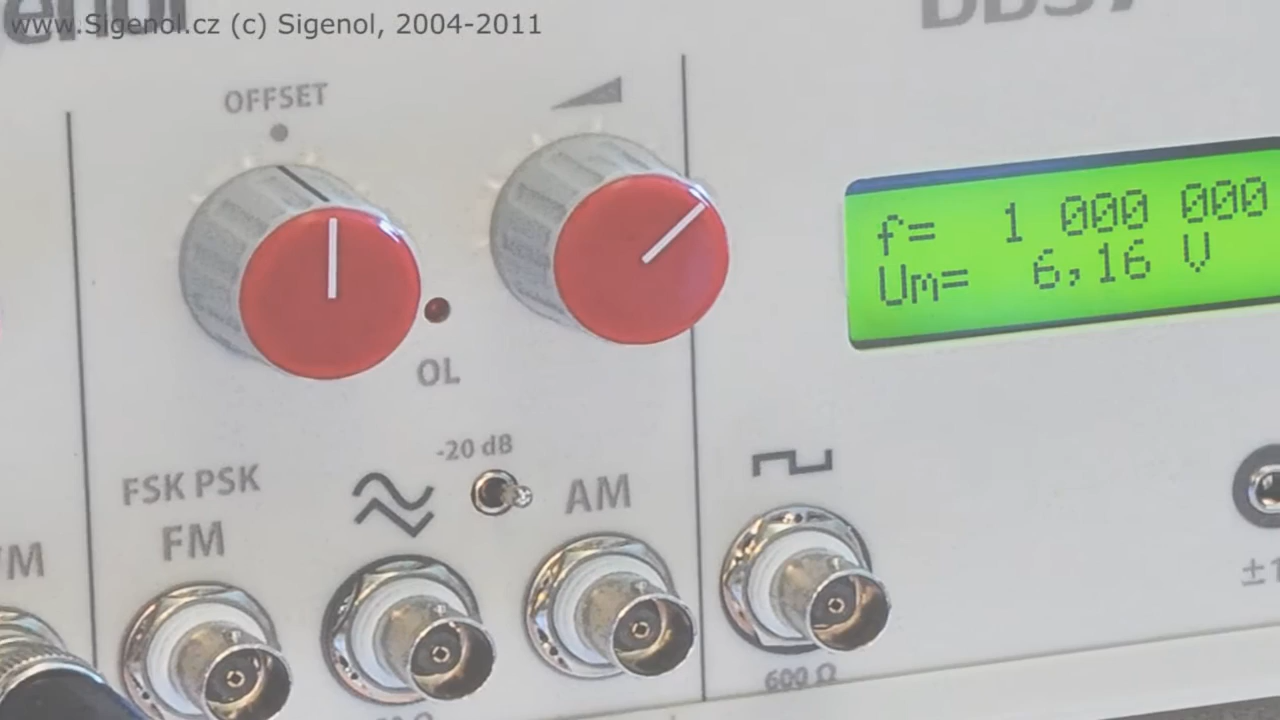 www.Sigenol.cz (c) Sigenol, 2004-2011
OFFSET
f= 1 000 000
Um= 6,16 V
OL
-20 dB
FSK PSK
AM
FM
600 Ω